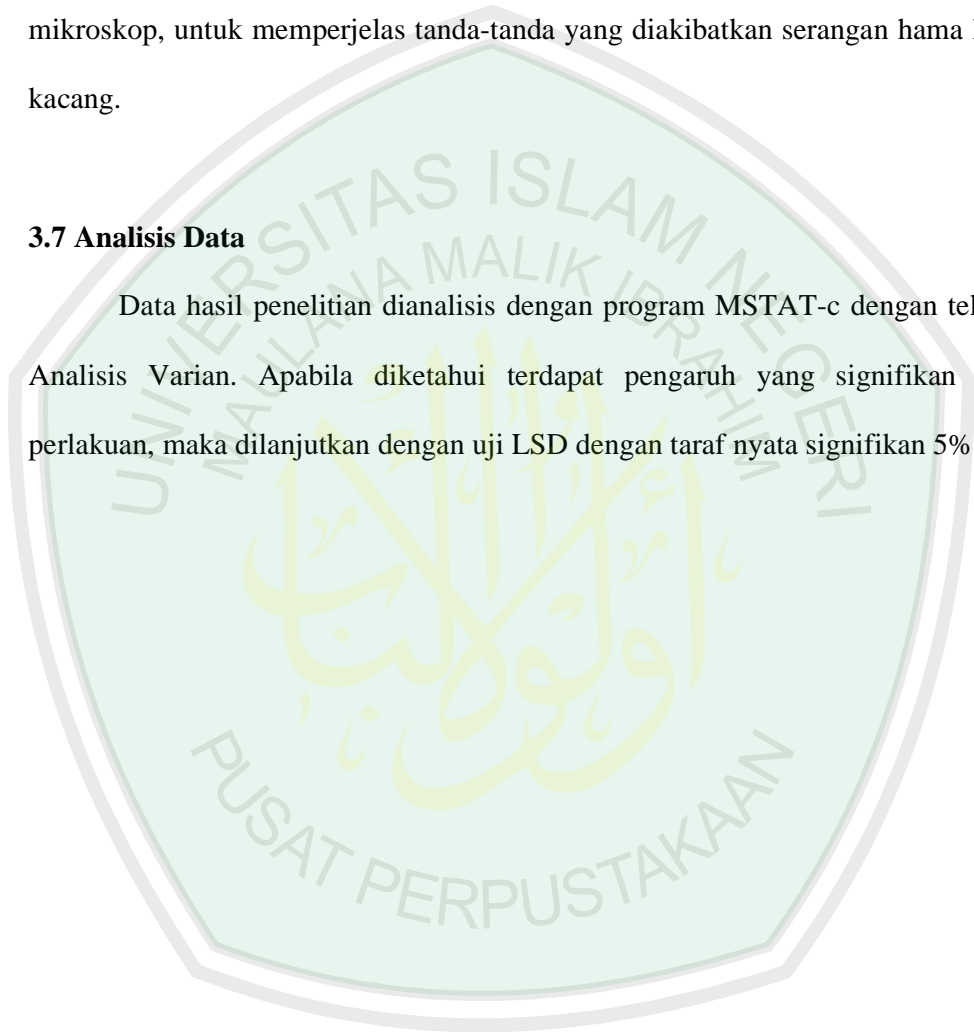 mikroskop, untuk memperjelas tanda-tanda yang diakibatkan serangan hama
kacang.
3.7 Analisis Data
Data hasil penelitian dianalisis dengan program MSTAT-c dengan
Analisis Varian. Apabila diketahui terdapat pengaruh yang signifikan
perlakuan, maka dilanjutkan dengan uji LSD dengan taraf nyata signifikan 5%
UNIVERSITAS ISLAM NEGERI
MAULANA MALIK IBRAHIM
أولوا الألباب
PUSAT PERPUSTAKAAN